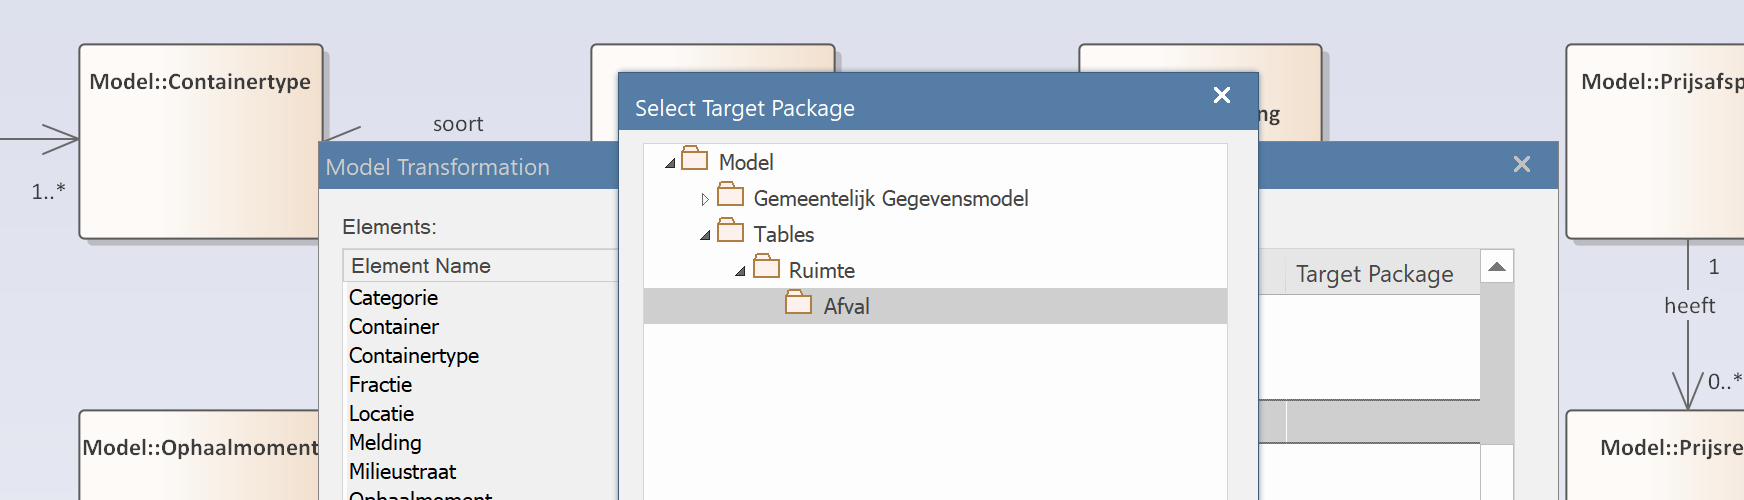 Model::Containertype
soort
1..*
Model::Prijsafsp
ng
1
heeft
0..*
Model::Ophaalmoment
Model::Prijsre
Model Transformation
Elements:
Element Name
Target Package
Categorie
Container
Containertype
Fractie
Locatie
Melding
Milieustraat
Ophaalmoment
Select Target Package
Model
Gemeentelijk Gegevensmodel
Tables
Ruimte
Afval